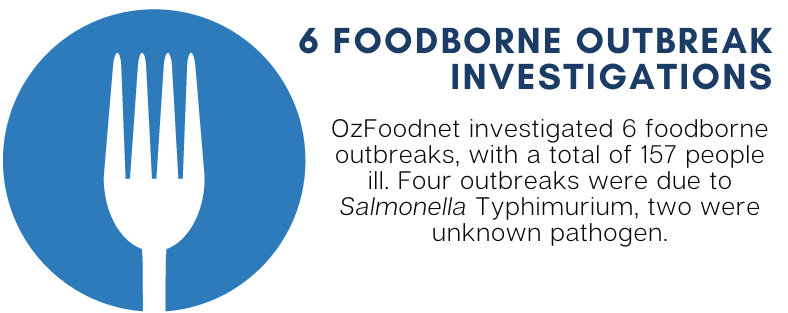 6 FOODBORNE OUTBREAK
INVESTIGATIONS
OzFoodnet investigated 6 foodborne
outbreaks, with a total of 157 people
ill. Four outbreaks were due to
Salmonella Typhimurium, two were
unknown pathogen.